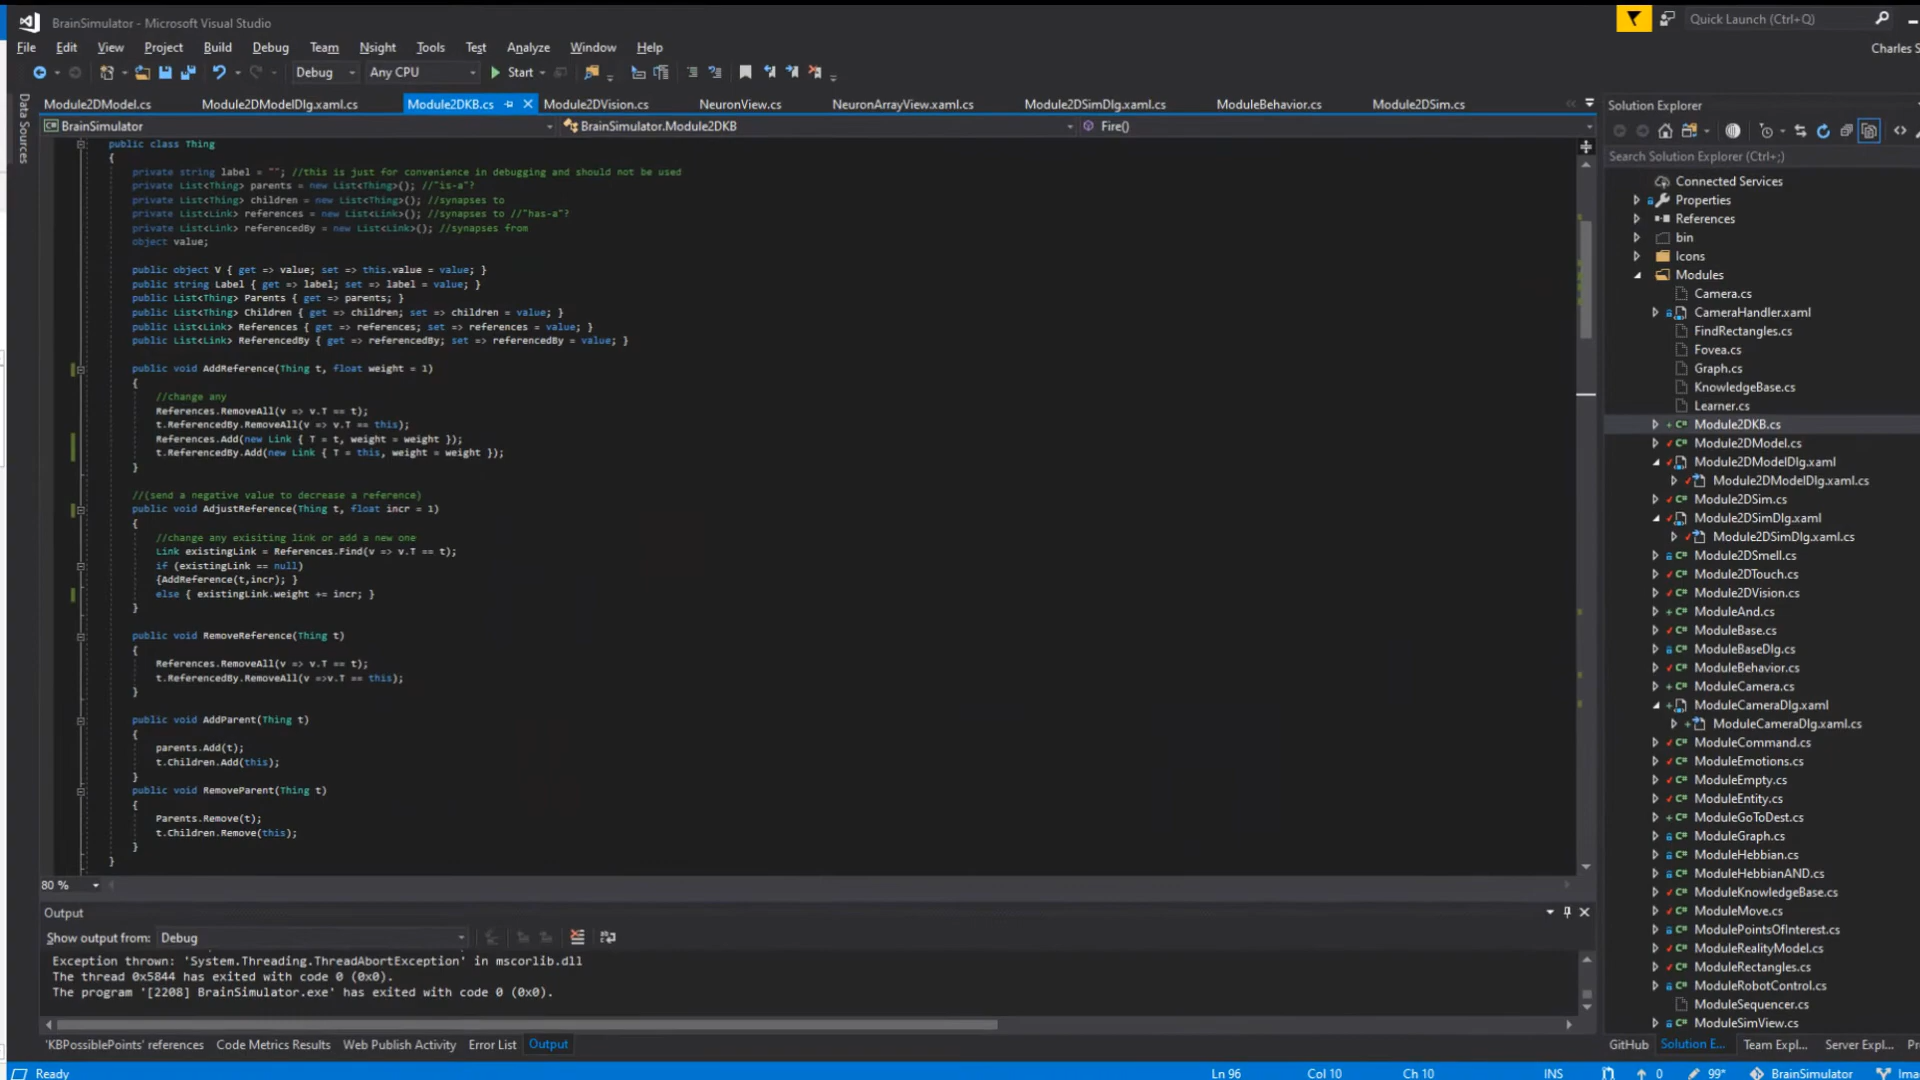 BrainSimulator - Microsoft Visual Studio
Quick Launch (Ctrl+Q)
File Edit View Project Build Debug Team Nsight Tools Test Analyze Window Help
Charles S
Debug Any CPU Start
Data Sources
Module2DModel.cs Module2DModelDlg.xaml.cs Module2DKB.cs Module2DVision.cs NeuronView.cs NeuronArrayView.xaml.cs Module2DSimDlg.xaml.cs ModuleBehavior.cs Module2DSim.cs
BrainSimulator BrainSimulator.Module2DKB Fire()
public class Thing
{
private string label = ""; //this is just for convenience in debugging and should not be used
private List<Thing> parents = new List<Thing>(); //"is-a"?
private List<Thing> children = new List<Thing>(); //synapses to
private List<Link> references = new List<Link>(); //synapses to //"has-a"?
private List<Link> referencedBy = new List<Link>(); //synapses from
object value;
public object V { get => value; set => this.value = value; }
public string Label { get => label; set => label = value; }
public List<Thing> Parents { get => parents; }
public List<Thing> Children { get => children; set => children = value; }
public List<Link> References { get => references; set => references = value; }
public List<Link> ReferencedBy { get => referencedBy; set => referencedBy = value; }
public void AddReference(Thing t, float weight = 1)
{
//change any
References.RemoveAll(v => v.T == t);
t.ReferencedBy.RemoveAll(v => v.T == this);
References.Add(new Link { T = t, weight = weight });
t.ReferencedBy.Add(new Link { T = this, weight = weight });
}
//(send a negative value to decrease a reference)
public void AdjustReference(Thing t, float incr = 1)
{
//change any exisiting link or add a new one
Link existingLink = References.Find(v => v.T == t);
if (existingLink == null)
{AddReference(t,incr); }
else { existingLink.weight += incr; }
}
public void RemoveReference(Thing t)
{
References.RemoveAll(v => v.T == t);
t.ReferencedBy.RemoveAll(v =>v.T == this);
}
public void AddParent(Thing t)
{
parents.Add(t);
t.Children.Add(this);
}
public void RemoveParent(Thing t)
{
Parents.Remove(t);
t.Children.Remove(this);
}
}
80 %
Output
Show output from: Debug
Exception thrown: 'System.Threading.ThreadAbortException' in mscorlib.dll
The thread 0x5844 has exited with code 0 (0x0).
The program '[2208] BrainSimulator.exe' has exited with code 0 (0x0).
'KBPossiblePoints' references Code Metrics Results Web Publish Activity Error List Output
Solution Explorer
Search Solution Explorer (Ctrl+;)
Connected Services
Properties
References
bin
Icons
Modules
Camera.cs
CameraHandler.xaml
FindRectangles.cs
Fovea.cs
Graph.cs
KnowledgeBase.cs
Learner.cs
Module2DKB.cs
Module2DModel.cs
Module2DModelDlg.xaml
Module2DModelDlg.xaml.cs
Module2DSim.cs
Module2DSimDlg.xaml
Module2DSimDlg.xaml.cs
Module2DSmell.cs
Module2DTouch.cs
Module2DVision.cs
ModuleAnd.cs
ModuleBase.cs
ModuleBaseDlg.cs
ModuleBehavior.cs
ModuleCamera.cs
ModuleCameraDlg.xaml
ModuleCameraDlg.xaml.cs
ModuleCommand.cs
ModuleEmotions.cs
ModuleEmpty.cs
ModuleEntity.cs
ModuleGoToDest.cs
ModuleGraph.cs
ModuleHebbian.cs
ModuleHebbianAND.cs
ModuleKnowledgeBase.cs
ModuleMove.cs
ModulePointsOfInterest.cs
ModuleRealityModel.cs
ModuleRectangles.cs
ModuleRobotControl.cs
ModuleSequencer.cs
ModuleSimView.cs
GitHub Solution E... Team Expl... Server Expl... Pr
Ready Ln 96 Col 10 Ch 10 INS 0 99* BrainSimulator Ima